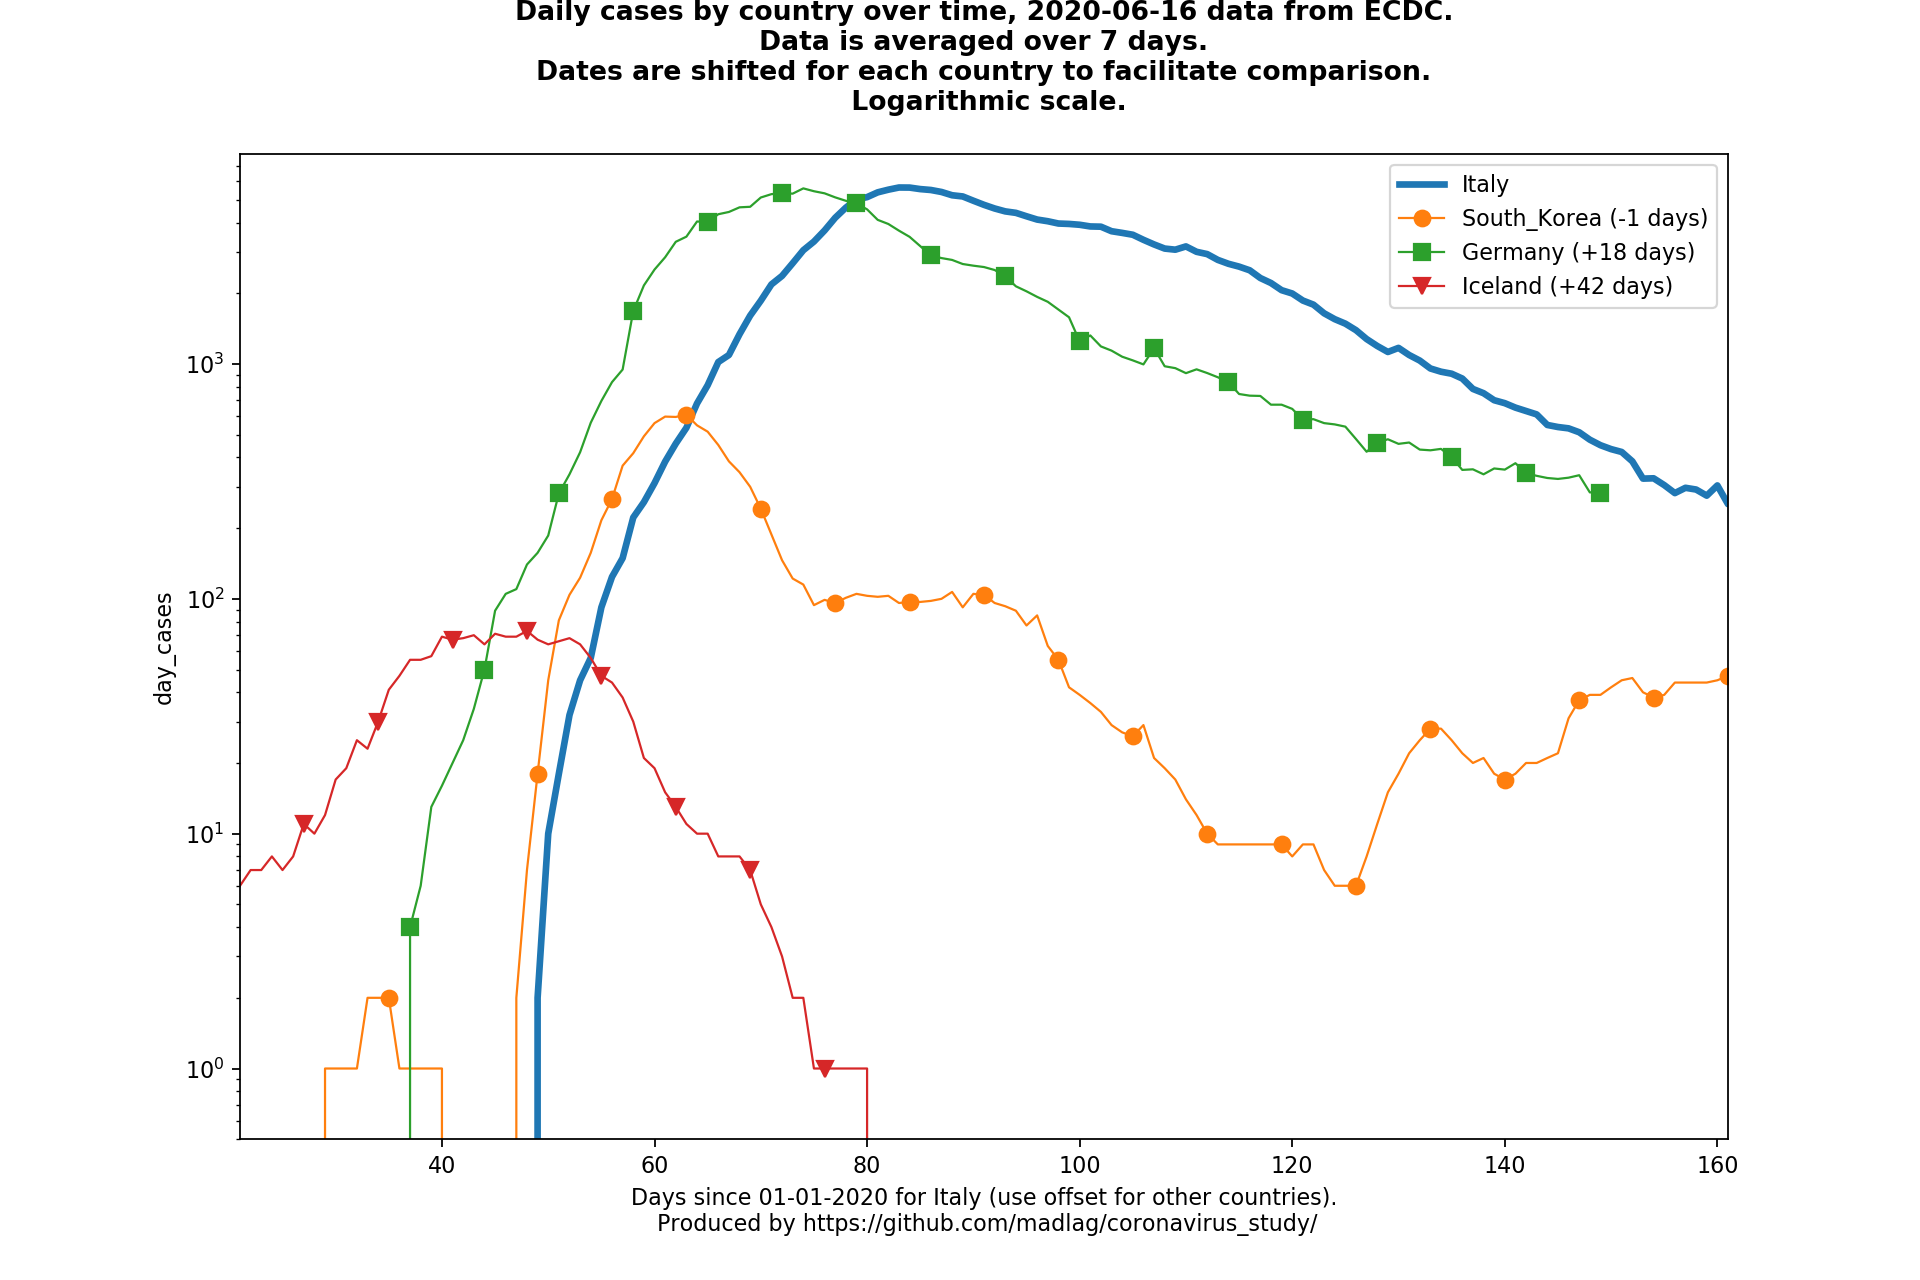 Daily cases by country over time, 2020-06-16 data from ECDC.
Data is averaged over 7 days.
Dates are shifted for each country to facilitate comparison.
Logarithmic scale.
Italy
South_Korea (-1 days)
Germany (+18 days)
Iceland (+42 days)
day_cases
10³
10²
10¹
10⁰
40 60 80 100 120 140 160
Days since 01-01-2020 for Italy (use offset for other countries).
Produced by https://github.com/madlag/coronavirus_study/